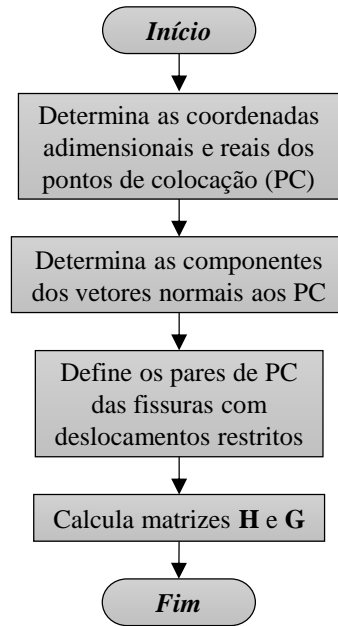 Início
Determina as coordenadas
adimensionais e reais dos
pontos de colocação (PC)
Determina as componentes
dos vetores normais aos PC
Define os pares de PC
das fissuras com
deslocamentos restritos
Calcula matrizes H e G
Fim